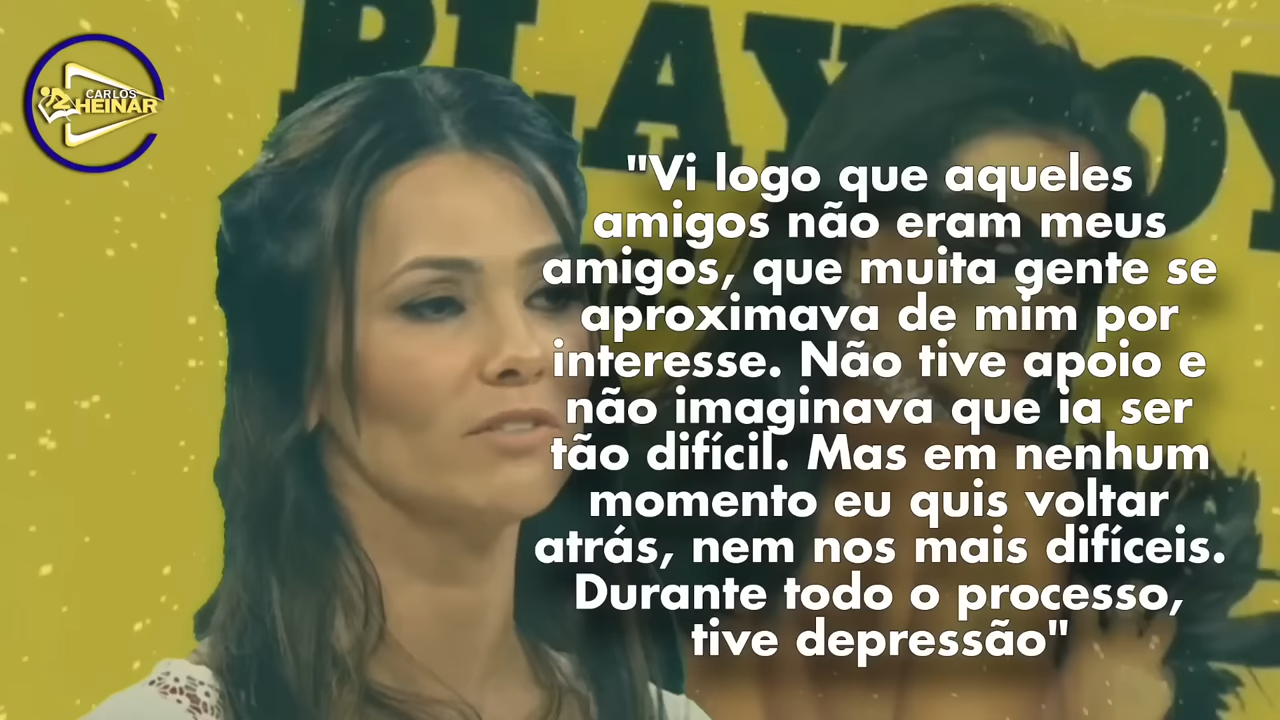 PLAYBOY
CARLOS
HEINAR
"Vi logo que aqueles
amigos não eram meus
amigos, que muita gente se
aproximava de mim por
interesse. Não tive apoio e
não imaginava que ia ser
tão difícil. Mas em nenhum
momento eu quis voltar
atrás, nem nos mais difíceis.
Durante todo o processo,
tive depressão"